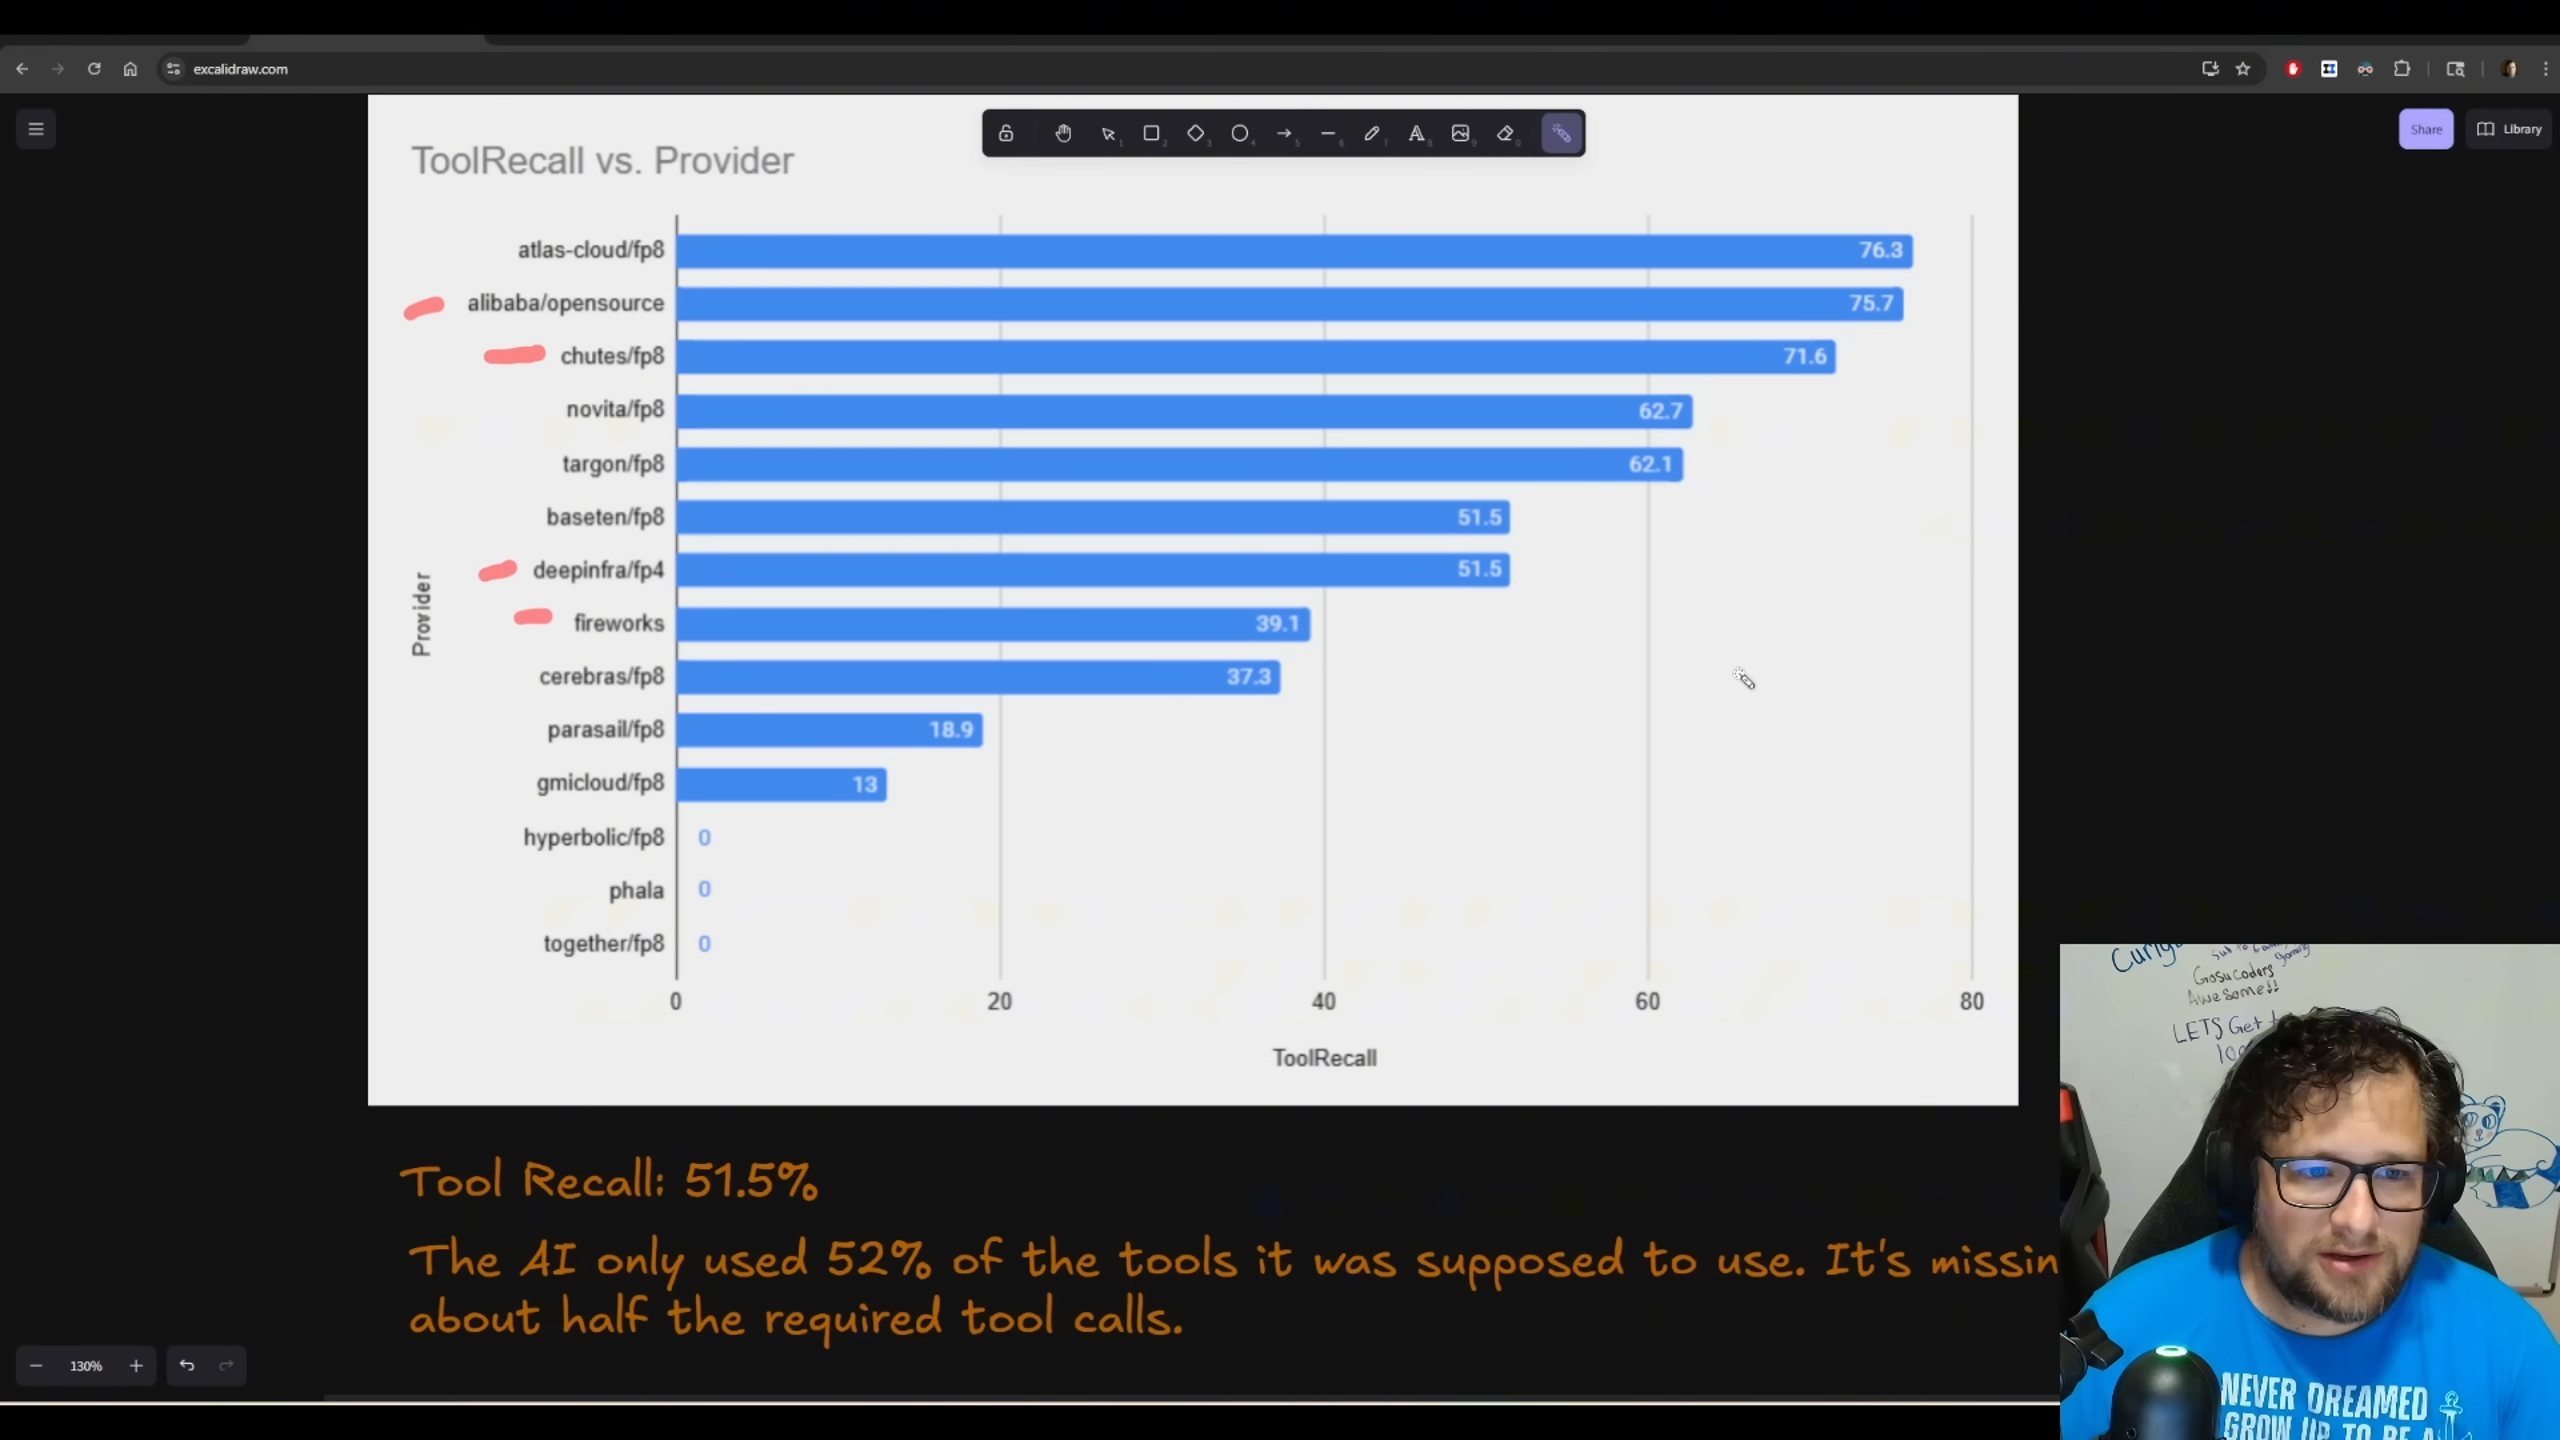 excalidraw.com
Share
Library
ToolRecall vs. Provider
Provider
atlas-cloud/fp8 76.3
alibaba/opensource 75.7
chutes/fp8 71.6
novita/fp8 62.7
targon/fp8 62.1
baseten/fp8 51.5
deepinfra/fp4 51.5
fireworks 39.1
cerebras/fp8 37.3
parasail/fp8 18.9
gmicloud/fp8 13
hyperbolic/fp8 0
phala 0
together/fp8 0
0 20 40 60 80
ToolRecall
Tool Recall: 51.5%
The AI only used 52% of the tools it was supposed to use. It's missin
about half the required tool calls.
130%
Gosucoders
Awesome!!
LETS Get
NEVER DREAMED
GROW UP TO BE A